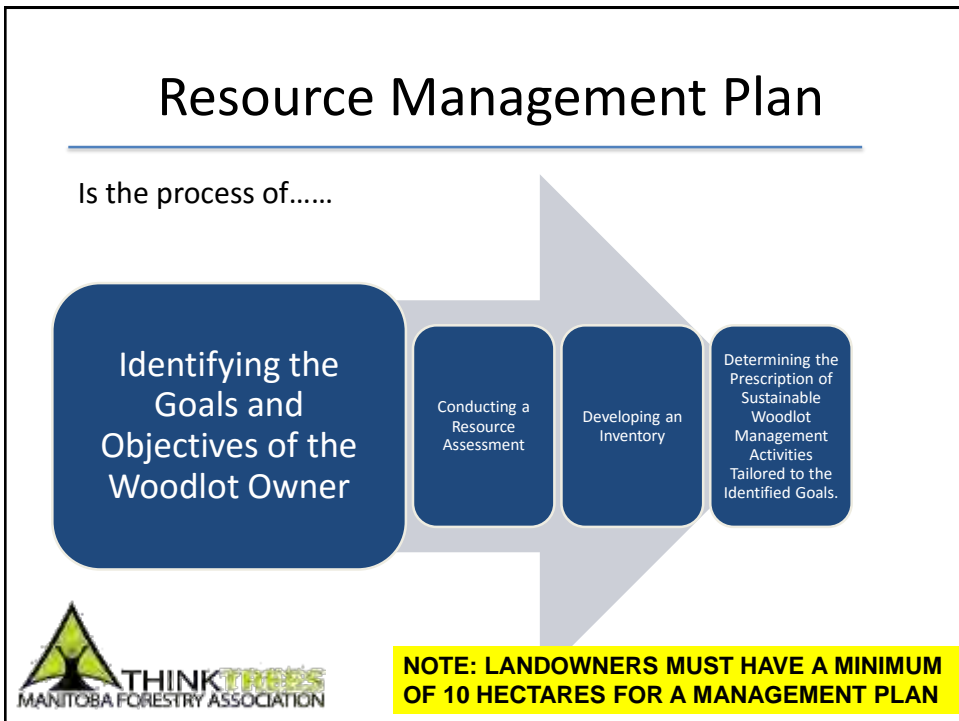 Resource Management Plan
Is the process of......
Identifying the
Goals and
Objectives of the
Woodlot Owner
Conducting a
Resource
Assessment
Developing an
Inventory
Determining the
Prescription of
Sustainable
Woodlot
Management
Activities
Tailored to the
Identified Goals.
THINKTREES
MANITOBA FORESTRY ASSOCIATION
NOTE: LANDOWNERS MUST HAVE A MINIMUM
OF 10 HECTARES FOR A MANAGEMENT PLAN